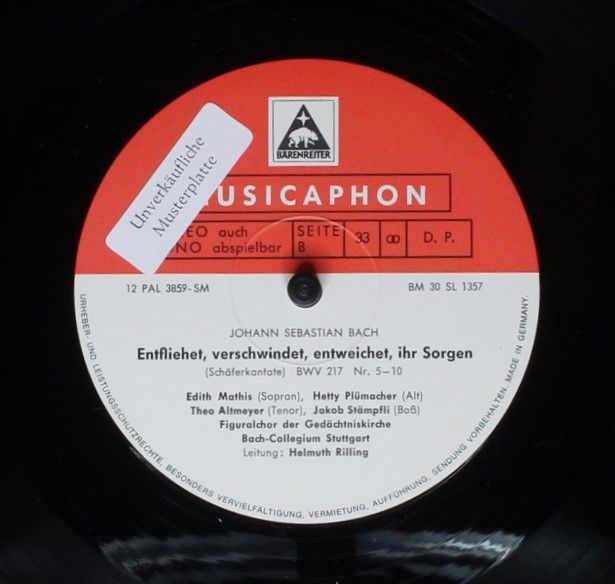 BÄRENREITER
Unverkäufliche
Musterplatte
USICAPHON
EO auch
NO abspielbar
SEITE
B
33
∞
D. P.
12 PAL 3859-SM
BM 30 SL 1357
JOHANN SEBASTIAN BACH
Entfliehet, verschwindet, entweichet, ihr Sorgen
(Schäferkantate) BWV 217 Nr. 5–10
Edith Mathis (Sopran), Hetty Plümacher (Alt)
Theo Altmeyer (Tenor), Jakob Stämpfli (Baß)
Figuralchor der Gedächtniskirche
Bach-Collegium Stuttgart
Leitung: Helmuth Rilling
URHEBER- UND LEISTUNGSSCHUTZRECHTE, BESONDERS VERVIELFÄLTIGUNG, VERMIETUNG, AUFFÜHRUNG, SENDUNG VORBEHALTEN. MADE IN GERMANY.